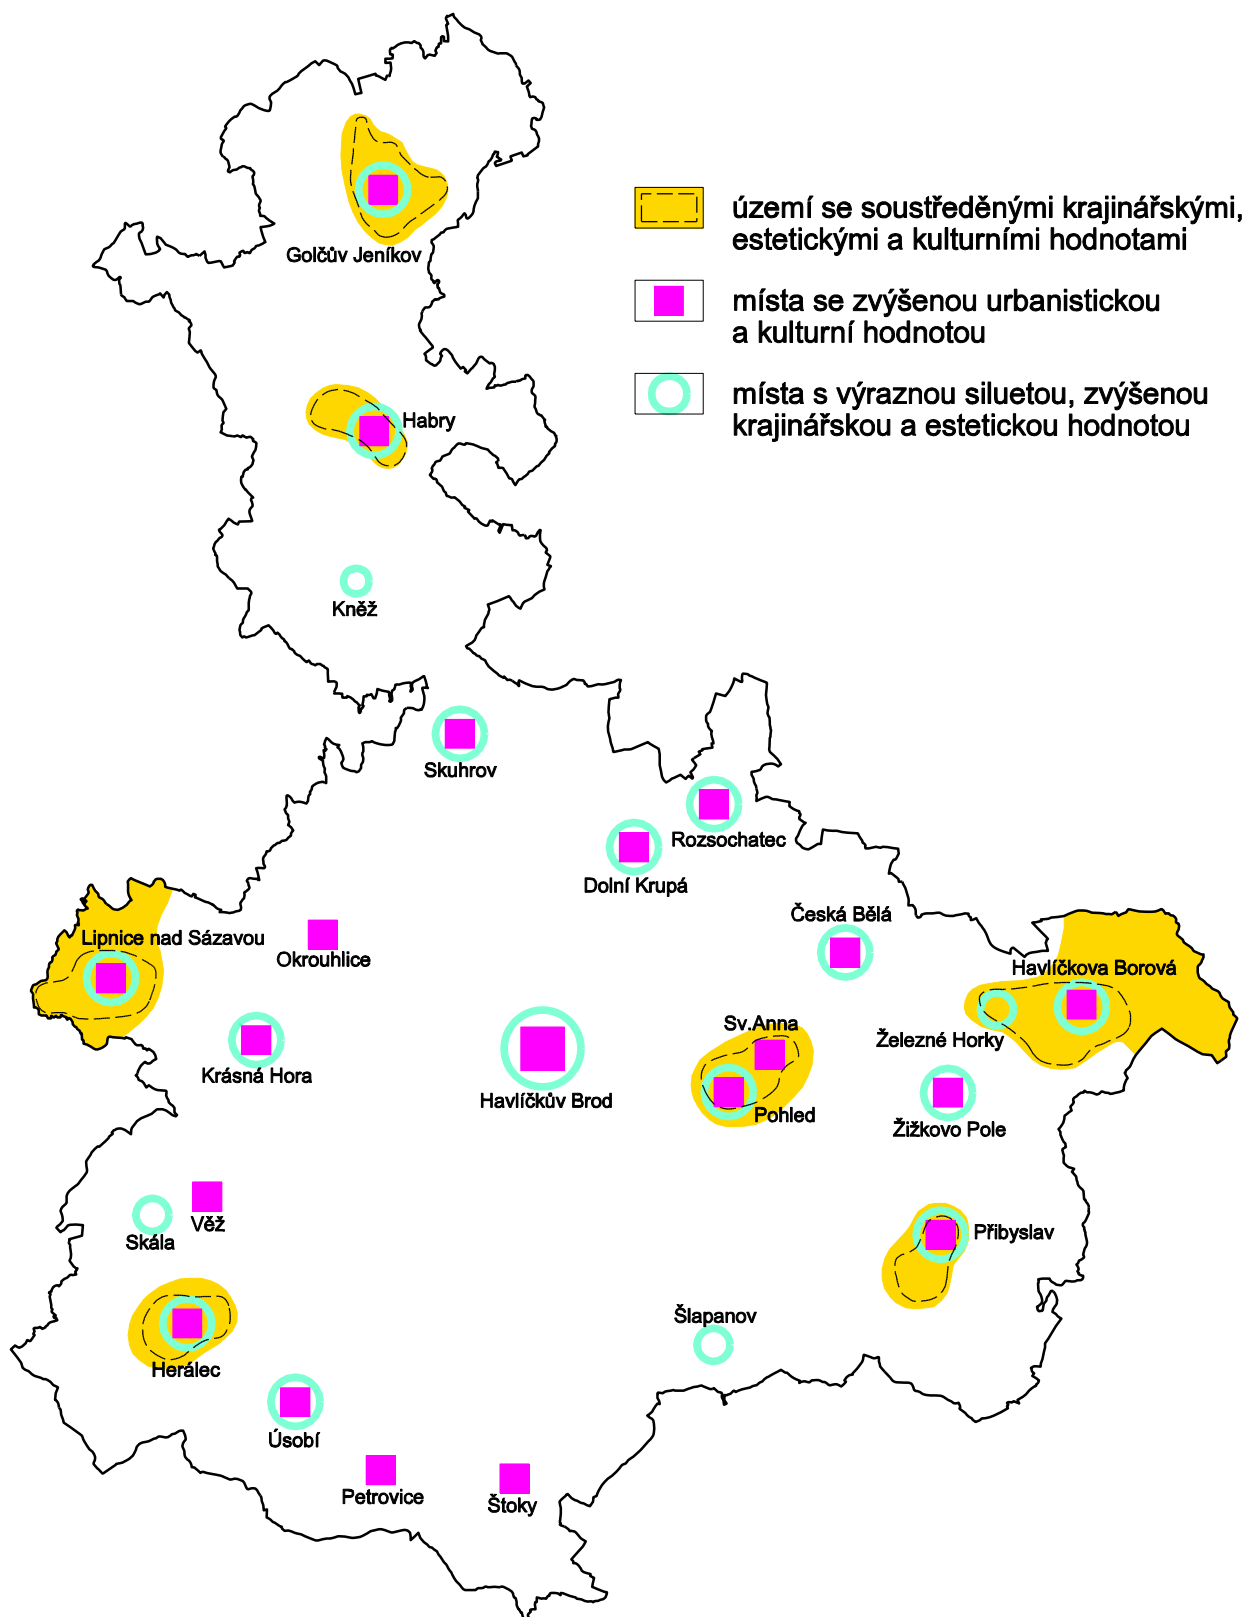 území se soustředěnými krajinářskými,
estetickými a kulturními hodnotami
místa se zvýšenou urbanistickou
a kulturní hodnotou
místa s výraznou siluetou, zvýšenou
krajinářskou a estetickou hodnotou
Golčův Jeníkov
Habry
Kněž
Skuhrov
Rozsochatec
Dolní Krupá
Česká Bělá
Lipnice nad Sázavou
Okrouhlice
Havlíčkova Borová
Sv.Anna
Železné Horky
Krásná Hora
Havlíčkův Brod
Pohled
Žižkovo Pole
Věž
Skála
Přibyslav
Šlapanov
Herálec
Úsobí
Petrovice
Štoky